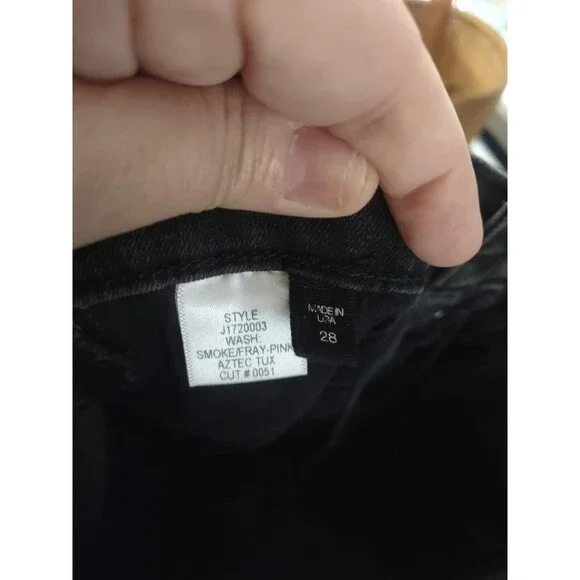 STYLE
J1720003
WASH:
SMOKE/FRAY-PINK
AZTEC TUX
CUT # 0051
MADE IN
USA
28